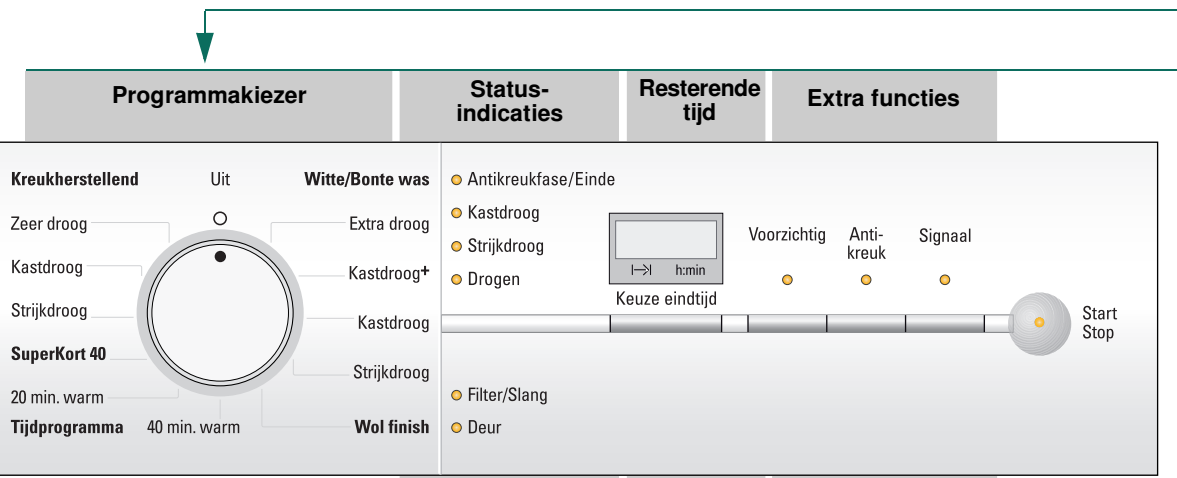 Programmakiezer
Status-
indicaties
Resterende
tijd
Extra functies
Kreukherstellend
Uit
Witte/Bonte was
Zeer droog
Extra droog
Kastdroog
Kastdroog+
Strijkdroog
Kastdroog
SuperKort 40
Strijkdroog
20 min. warm
Tijdprogramma
40 min. warm
Wol finish
Antikreukfase/Einde
Kastdroog
Strijkdroog
Drogen
h:min
Keuze eindtijd
Voorzichtig
Anti-
kreuk
Signaal
Start
Stop
Filter/Slang
Deur